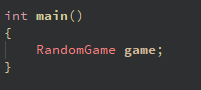 int main()
{
    RandomGame game;
}